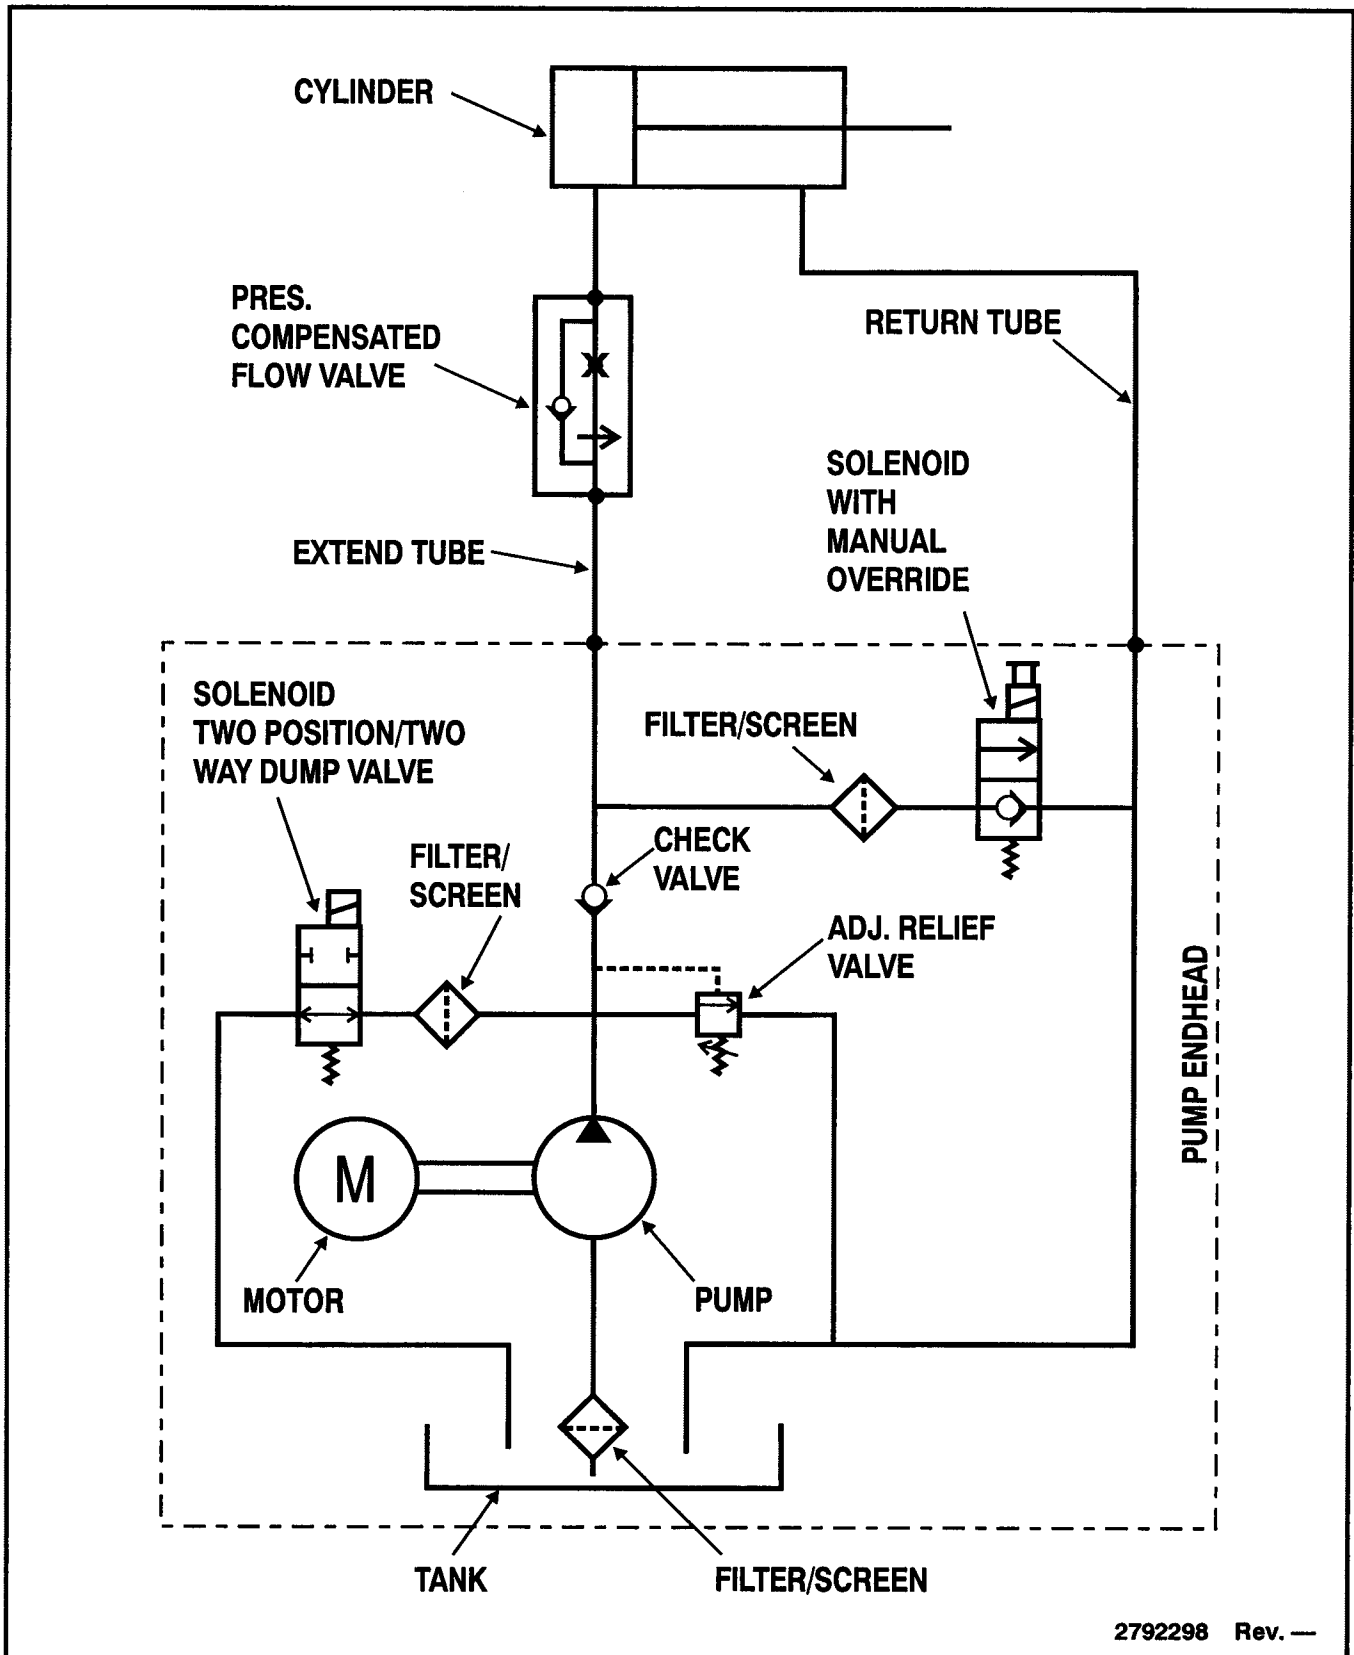 CYLINDER
PRES.
COMPENSATED
FLOW VALVE
RETURN TUBE
SOLENOID
WITH
MANUAL
OVERRIDE
EXTEND TUBE
SOLENOID
TWO POSITION/TWO
WAY DUMP VALVE
FILTER/SCREEN
FILTER/
SCREEN
CHECK
VALVE
ADJ. RELIEF
VALVE
PUMP ENDHEAD
M
MOTOR
PUMP
TANK
FILTER/SCREEN
2792298 Rev. —